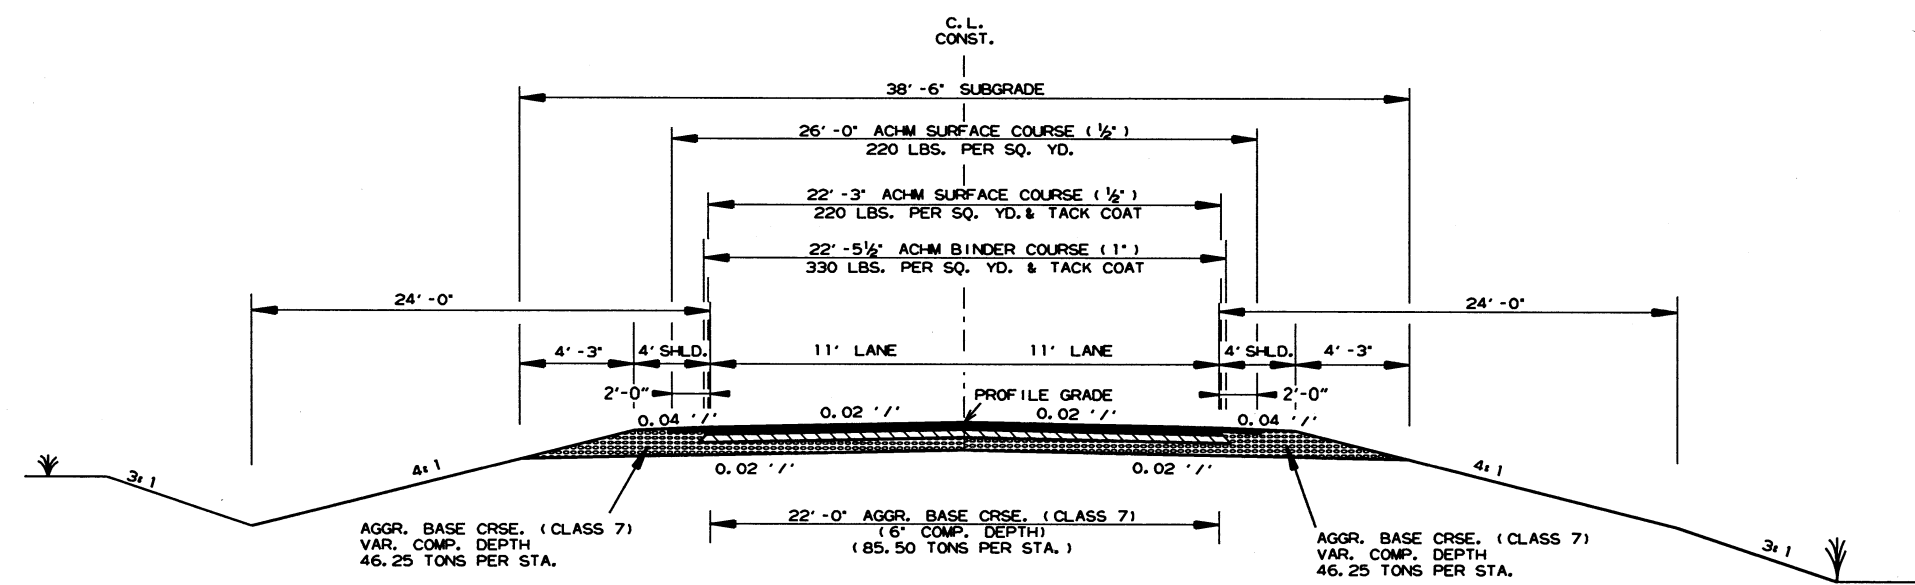 C.L.
CONST.
38'-6" SUBGRADE
26'-0" ACHM SURFACE COURSE (½")
220 LBS. PER SQ. YD.
22'-3" ACHM SURFACE COURSE (½")
220 LBS. PER SQ. YD. & TACK COAT
22'-5½" ACHM BINDER COURSE (1")
330 LBS. PER SQ. YD. & TACK COAT
24'-0"
24'-0"
4'-3"
4' SHLD.
11' LANE
11' LANE
4' SHLD.
4'-3"
2'-0"
PROFILE GRADE
2'-0"
0.04 '/'
0.02 '/'
0.02 '/'
0.04 '/'
3:1
4:1
0.02 '/'
0.02 '/'
4:1
3:1
AGGR. BASE CRSE. (CLASS 7)
VAR. COMP. DEPTH
46.25 TONS PER STA.
22'-0" AGGR. BASE CRSE. (CLASS 7)
(6" COMP. DEPTH)
(85.50 TONS PER STA.)
AGGR. BASE CRSE. (CLASS 7)
VAR. COMP. DEPTH
46.25 TONS PER STA.